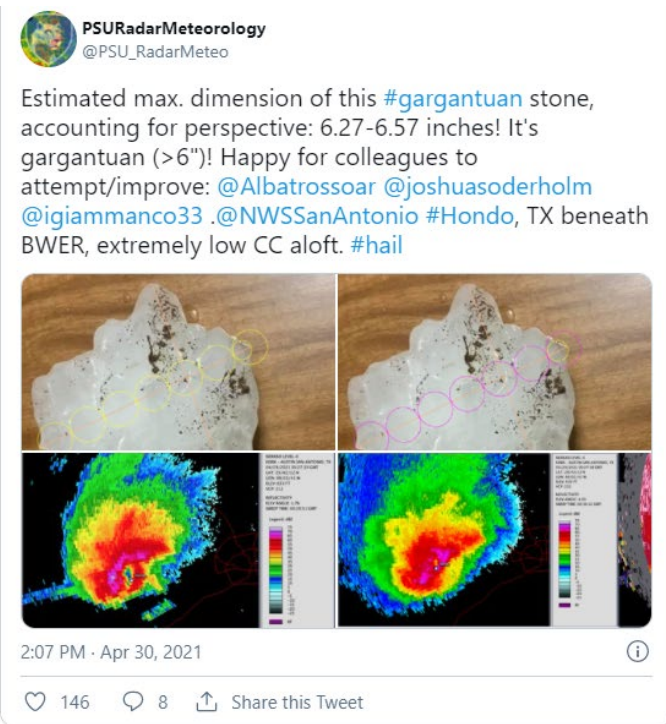 PSURadarMeteorology
@PSU_RadarMeteo
Estimated max. dimension of this #gargantuan stone,
accounting for perspective: 6.27-6.57 inches! It's
gargantuan (>6")! Happy for colleagues to
attempt/improve: @Albatrossoar @joshuasoderholm
@igiammanco33 .@NWSSanAntonio #Hondo, TX beneath
BWER, extremely low CC aloft. #hail
2:07 PM · Apr 30, 2021
146 8 Share this Tweet